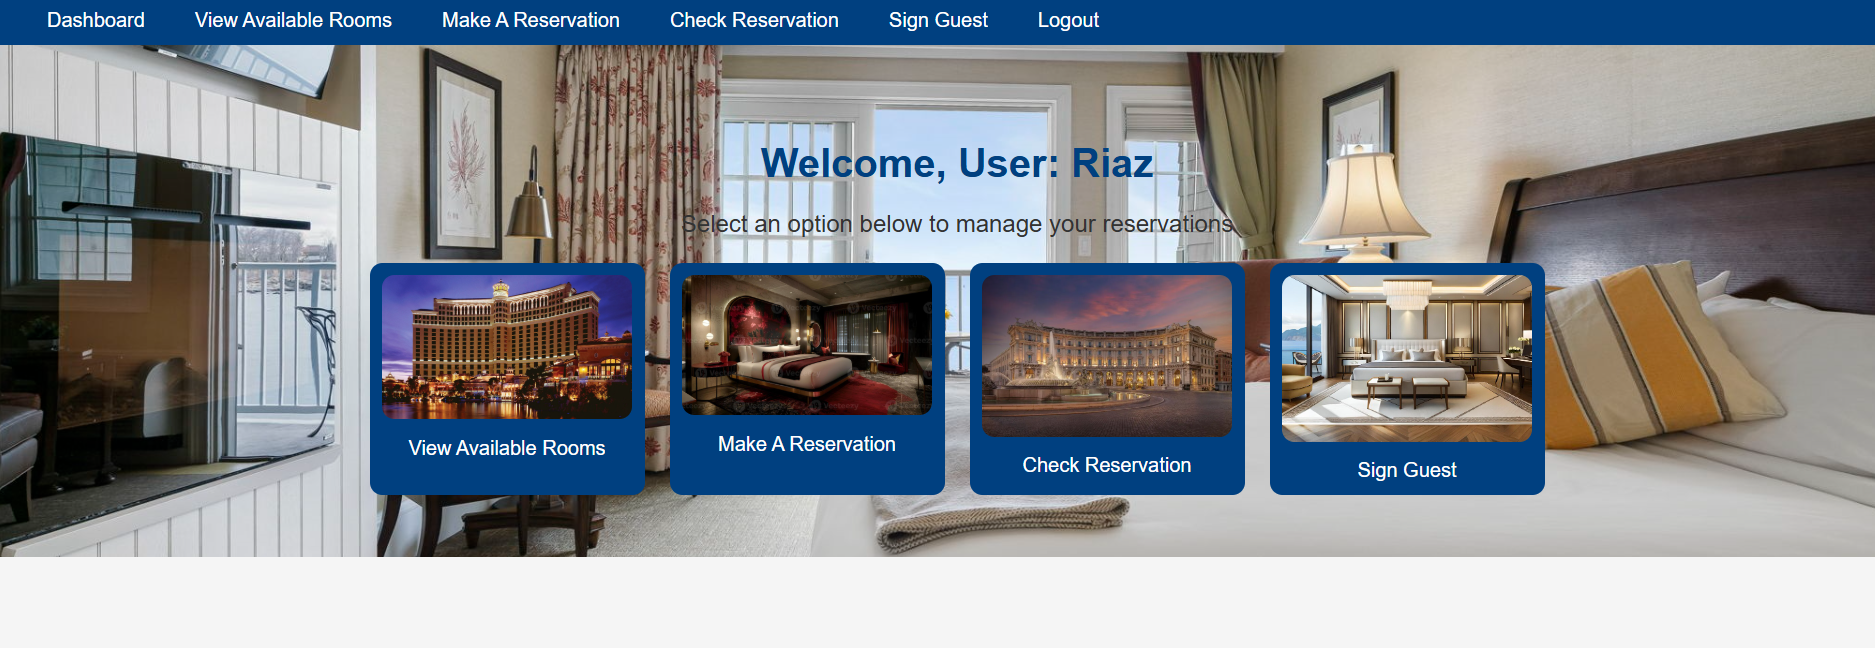 Dashboard View Available Rooms Make A Reservation Check Reservation Sign Guest Logout
Welcome, User: Riaz
Select an option below to manage your reservations
View Available Rooms
Make A Reservation
Check Reservation
Sign Guest